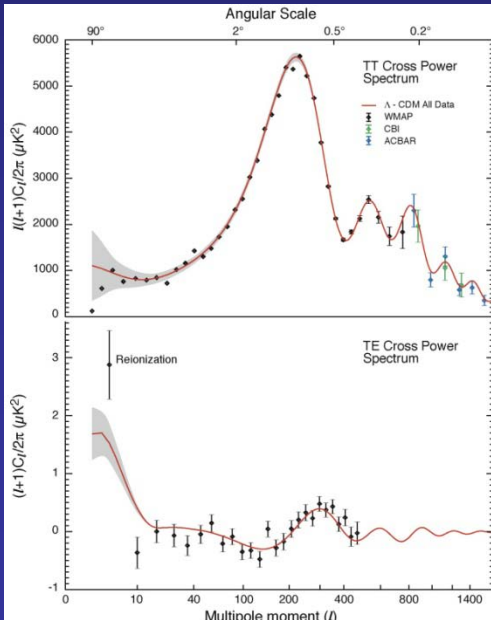 Angular Scale
90° 2° 0.5° 0.2°
6000
5000
4000
3000
2000
1000
0
l(l+1)Cₗ/2π (μK²)
TT Cross Power
Spectrum
Λ - CDM All Data
WMAP
CBI
ACBAR
TE Cross Power
Spectrum
Reionization
3
2
1
0
-1
(l+1)Cₗ/2π (μK²)
0 10 40 100 200 400 800 1400
Multipole moment (l)